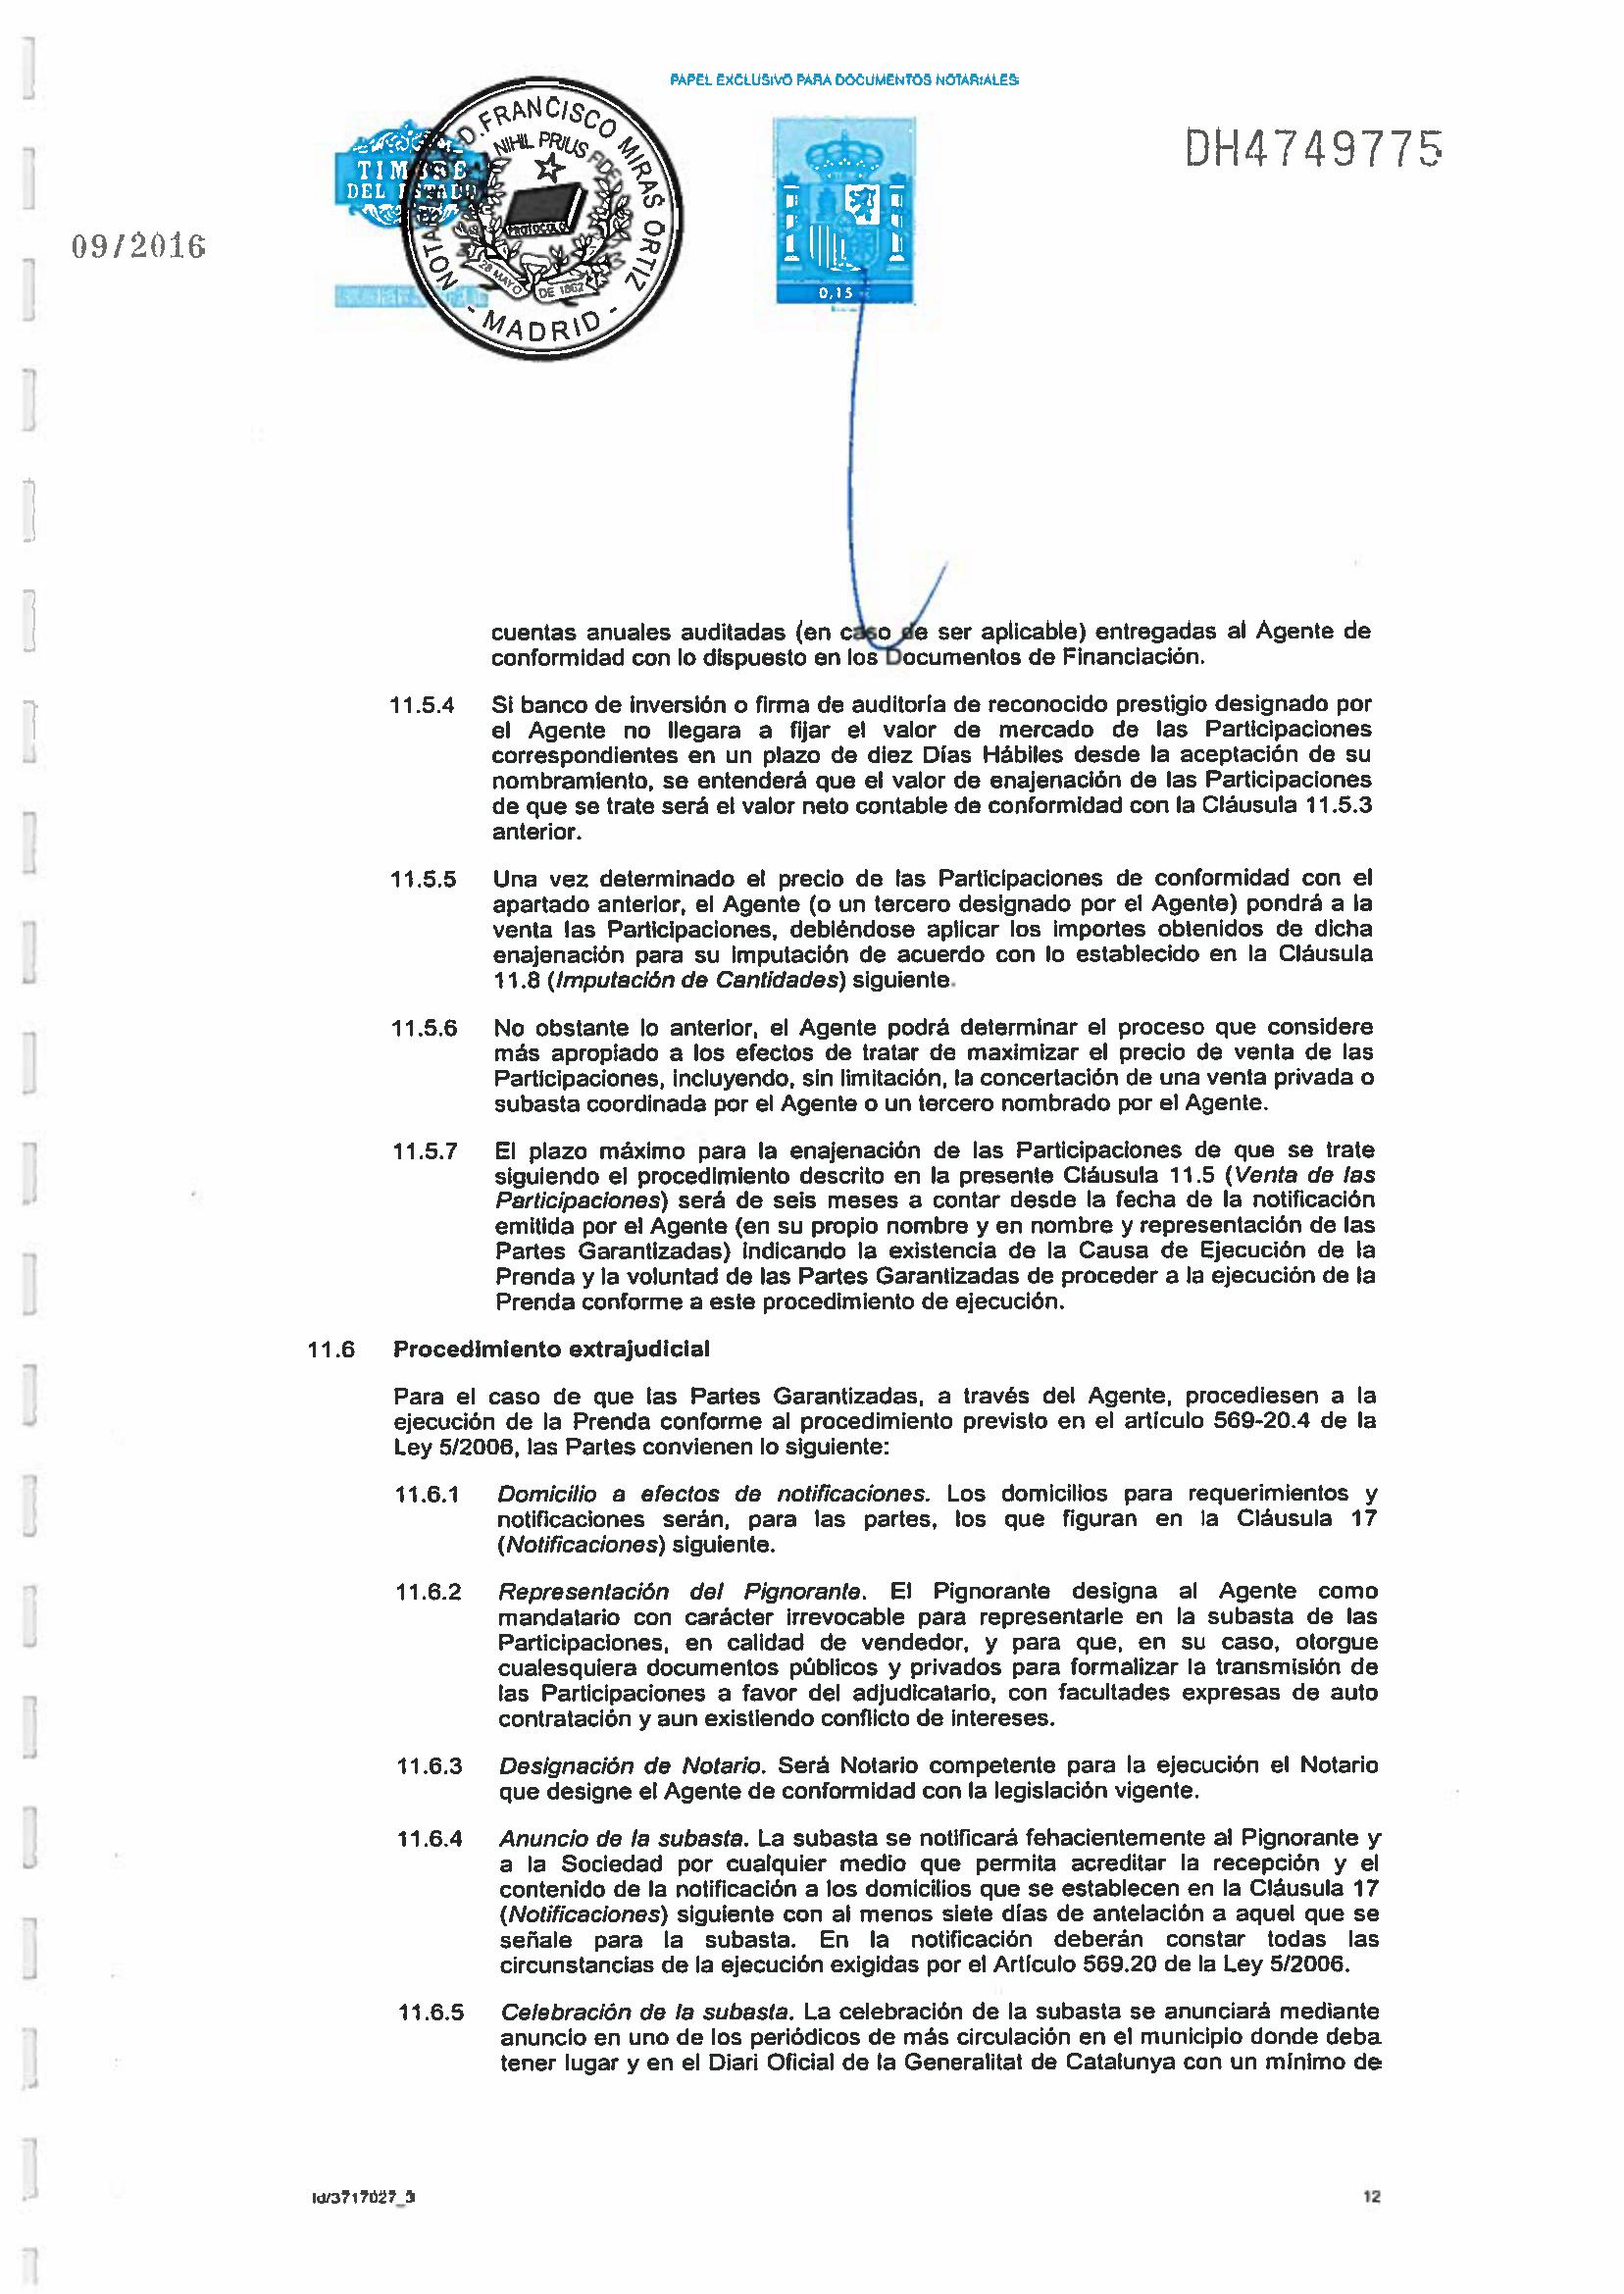 PAPEL EXCLUSIVO PARA DOCUMENTOS NOTARIALES
DH4749775
09/2016
TIMBRE
DEL ESTADO
NOTARIA D. FRANCISCO MIRAS ORTIZ
NIHIL PRIUS FIDE
PROTOCOLO
28 MAYO DE 1862
- MADRID -
0,15 €
cuentas anuales auditadas (en caso de ser aplicable) entregadas al Agente de
conformidad con lo dispuesto en los Documentos de Financiación.
11.5.4 Si banco de inversión o firma de auditoría de reconocido prestigio designado por
el Agente no llegara a fijar el valor de mercado de las Participaciones
correspondientes en un plazo de diez Días Hábiles desde la aceptación de su
nombramiento, se entenderá que el valor de enajenación de las Participaciones
de que se trate será el valor neto contable de conformidad con la Cláusula 11.5.3
anterior.
11.5.5 Una vez determinado el precio de las Participaciones de conformidad con el
apartado anterior, el Agente (o un tercero designado por el Agente) pondrá a la
venta las Participaciones, debiéndose aplicar los importes obtenidos de dicha
enajenación para su imputación de acuerdo con lo establecido en la Cláusula
11.8 (Imputación de Cantidades) siguiente.
11.5.6 No obstante lo anterior, el Agente podrá determinar el proceso que considere
más apropiado a los efectos de tratar de maximizar el precio de venta de las
Participaciones, incluyendo, sin limitación, la concertación de una venta privada o
subasta coordinada por el Agente o un tercero nombrado por el Agente.
11.5.7 El plazo máximo para la enajenación de las Participaciones de que se trate
siguiendo el procedimiento descrito en la presente Cláusula 11.5 (Venta de las
Participaciones) será de seis meses a contar desde la fecha de la notificación
emitida por el Agente (en su propio nombre y en nombre y representación de las
Partes Garantizadas) indicando la existencia de la Causa de Ejecución de la
Prenda y la voluntad de las Partes Garantizadas de proceder a la ejecución de la
Prenda conforme a este procedimiento de ejecución.
11.6 Procedimiento extrajudicial
Para el caso de que las Partes Garantizadas, a través del Agente, procediesen a la
ejecución de la Prenda conforme al procedimiento previsto en el artículo 569-20.4 de la
Ley 5/2006, las Partes convienen lo siguiente:
11.6.1 Domicilio a efectos de notificaciones. Los domicilios para requerimientos y
notificaciones serán, para las partes, los que figuran en la Cláusula 17
(Notificaciones) siguiente.
11.6.2 Representación del Pignorante. El Pignorante designa al Agente como
mandatario con carácter irrevocable para representarle en la subasta de las
Participaciones, en calidad de vendedor, y para que, en su caso, otorgue
cualesquiera documentos públicos y privados para formalizar la transmisión de
las Participaciones a favor del adjudicatario, con facultades expresas de auto
contratación y aun existiendo conflicto de intereses.
11.6.3 Designación de Notario. Será Notario competente para la ejecución el Notario
que designe el Agente de conformidad con la legislación vigente.
11.6.4 Anuncio de la subasta. La subasta se notificará fehacientemente al Pignorante y
a la Sociedad por cualquier medio que permita acreditar la recepción y el
contenido de la notificación a los domicilios que se establecen en la Cláusula 17
(Notificaciones) siguiente con al menos siete días de antelación a aquel que se
señale para la subasta. En la notificación deberán constar todas las
circunstancias de la ejecución exigidas por el Artículo 569.20 de la Ley 5/2006.
11.6.5 Celebración de la subasta. La celebración de la subasta se anunciará mediante
anuncio en uno de los periódicos de más circulación en el municipio donde deba
tener lugar y en el Diari Oficial de la Generalitat de Catalunya con un mínimo de
Id/3717027_3
12